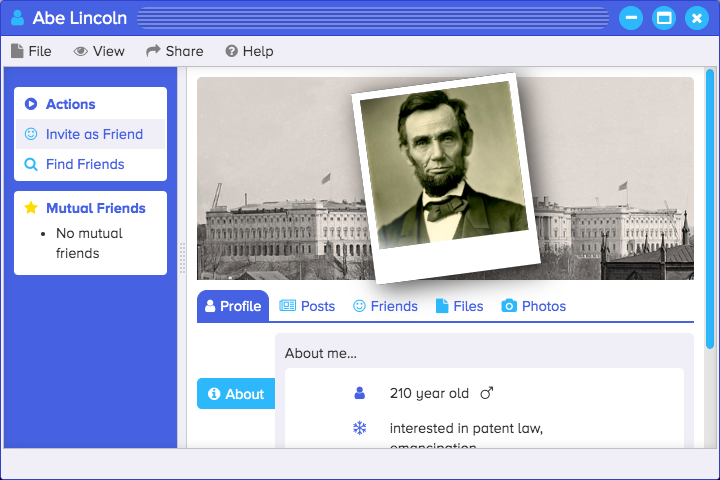 Abe Lincoln
File View Share Help
Actions
Invite as Friend
Find Friends
Mutual Friends
• No mutual
friends
Profile Posts Friends Files Photos
About me...
About
210 year old ♂
interested in patent law,
emancipation